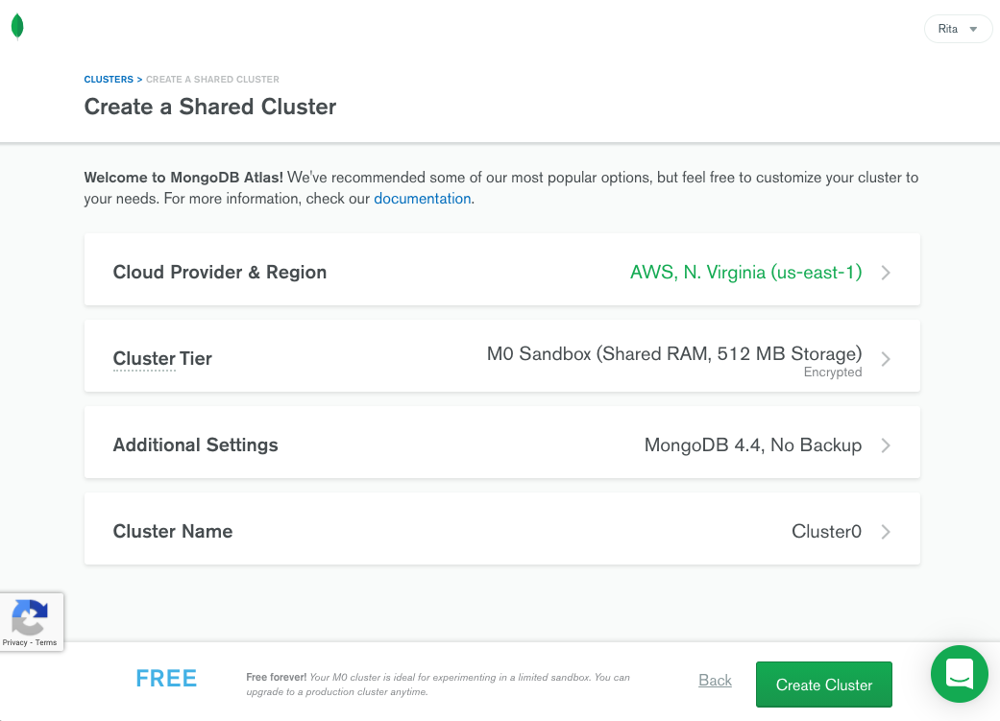 Rita
CLUSTERS > CREATE A SHARED CLUSTER
Create a Shared Cluster
Welcome to MongoDB Atlas! We've recommended some of our most popular options, but feel free to customize your cluster to
your needs. For more information, check our documentation.
Cloud Provider & Region
AWS, N. Virginia (us-east-1)
Cluster Tier
M0 Sandbox (Shared RAM, 512 MB Storage)
Encrypted
Additional Settings
MongoDB 4.4, No Backup
Cluster Name
Cluster0
Privacy - Terms
FREE
Free forever! Your M0 cluster is ideal for experimenting in a limited sandbox. You can
upgrade to a production cluster anytime.
Back
Create Cluster